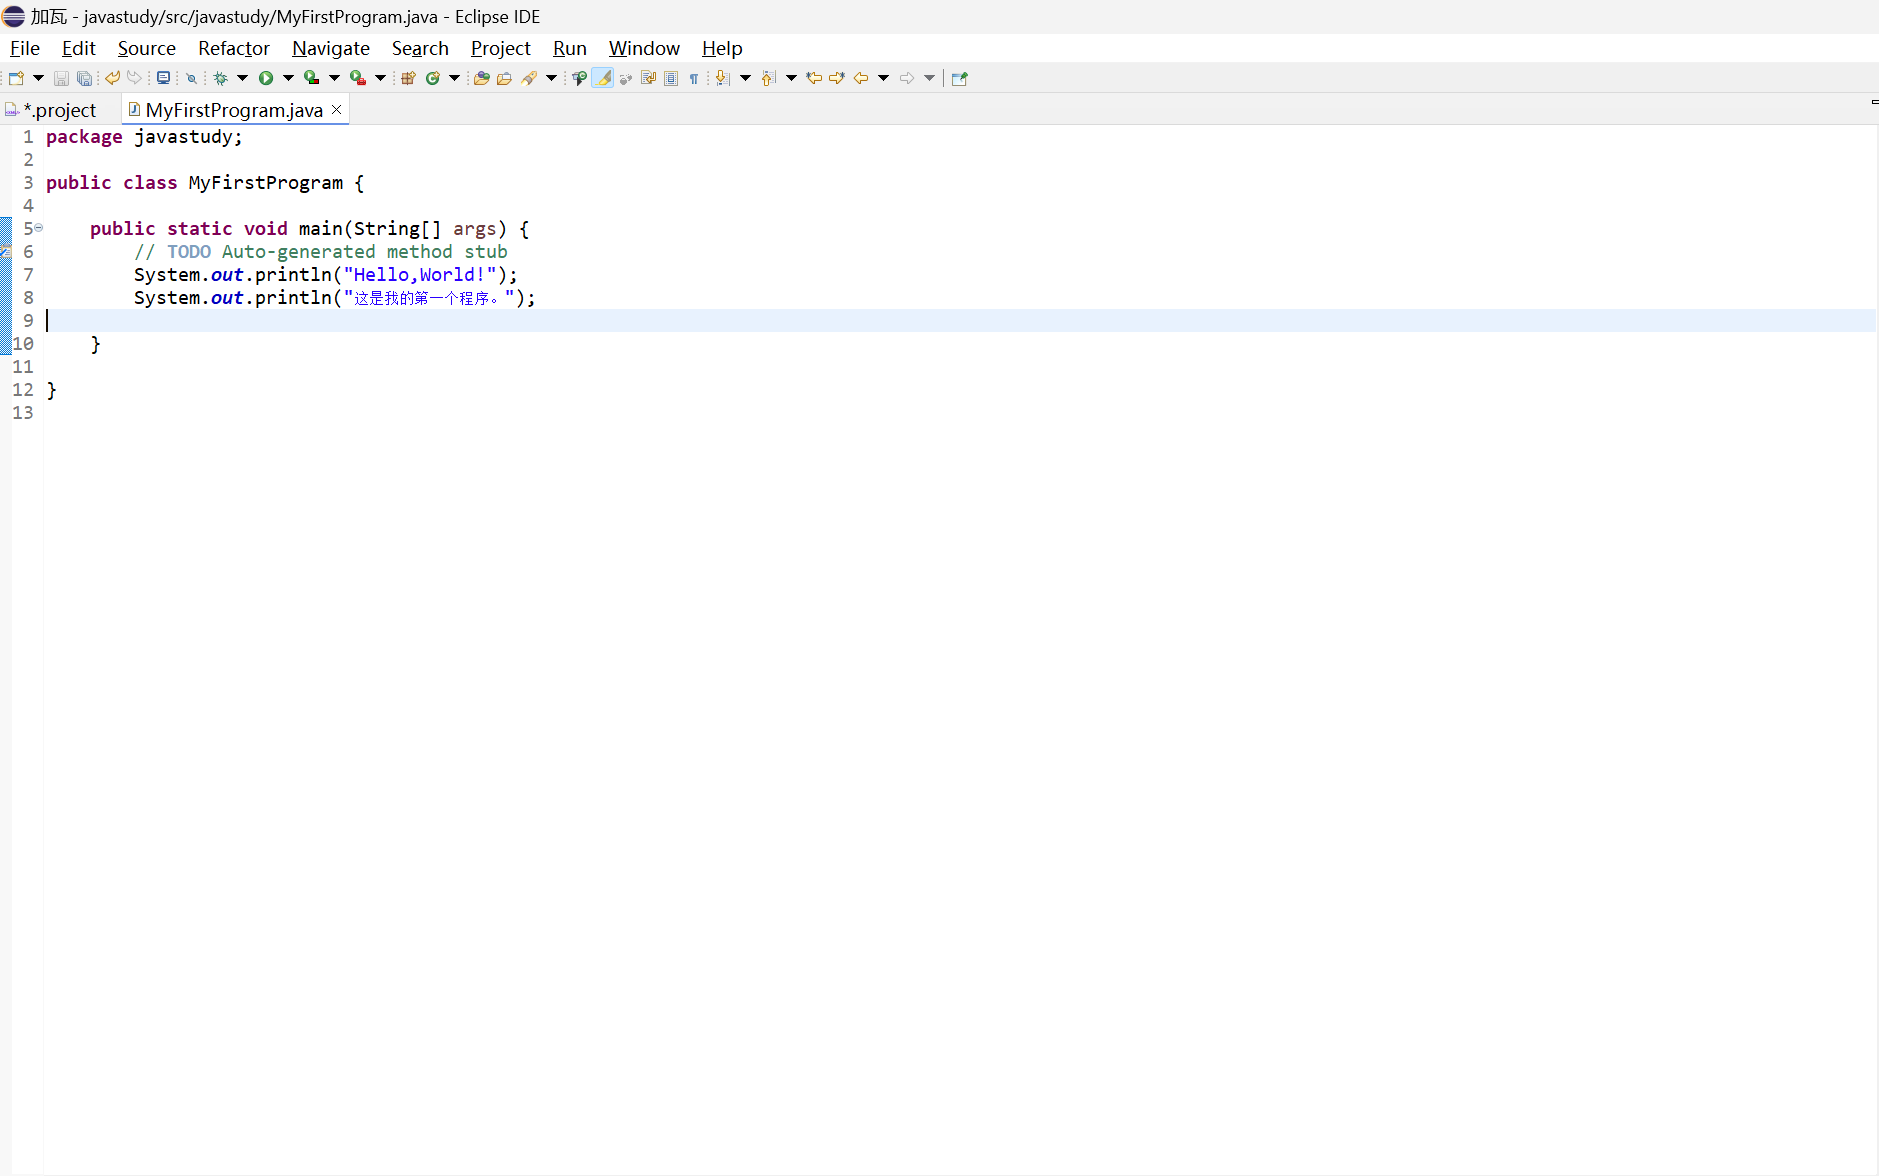 加瓦 - javastudy/src/javastudy/MyFirstProgram.java - Eclipse IDE
File Edit Source Refactor Navigate Search Project Run Window Help
*.project MyFirstProgram.java
1 package javastudy;
2
3 public class MyFirstProgram {
4
5 public static void main(String[] args) {
6 // TODO Auto-generated method stub
7 System.out.println("Hello,World!");
8 System.out.println("这是我的第一个程序。");
9
10 }
11
12 }
13